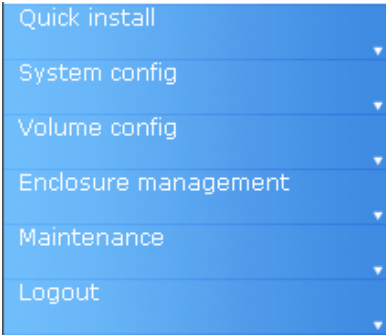 Quick install
System config
Volume config
Enclosure management
Maintenance
Logout